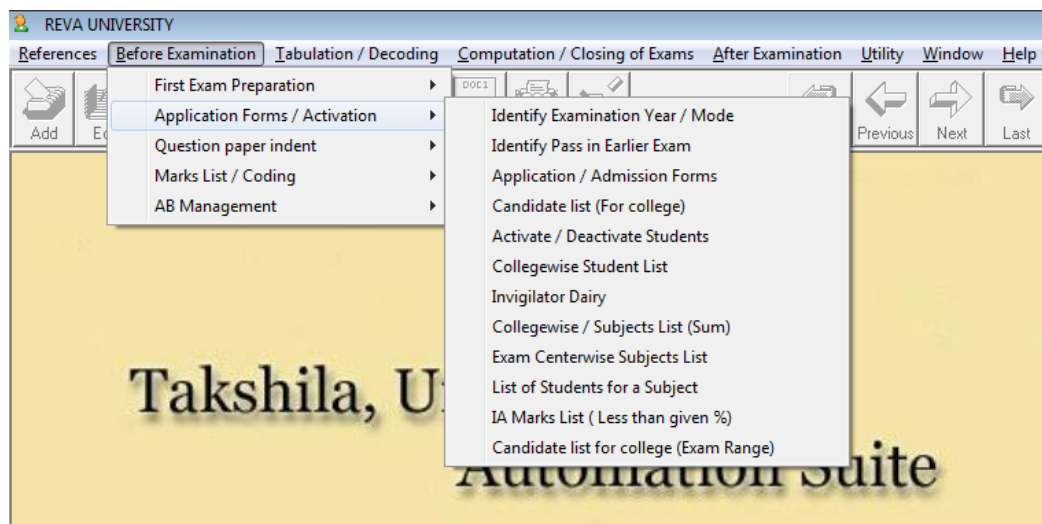 REVA UNIVERSITY
References Before Examination Tabulation / Decoding Computation / Closing of Exams After Examination Utility Window Help
First Exam Preparation
Application Forms / Activation
Question paper indent
Marks List / Coding
AB Management
DOC1
Add
Previous Next Last
Identify Examination Year / Mode
Identify Pass in Earlier Exam
Application / Admission Forms
Candidate list (For college)
Activate / Deactivate Students
Collegewise Student List
Invigilator Dairy
Collegewise / Subjects List (Sum)
Exam Centerwise Subjects List
List of Students for a Subject
IA Marks List ( Less than given %)
Candidate list for college (Exam Range)
Takshila,
Automation Suite